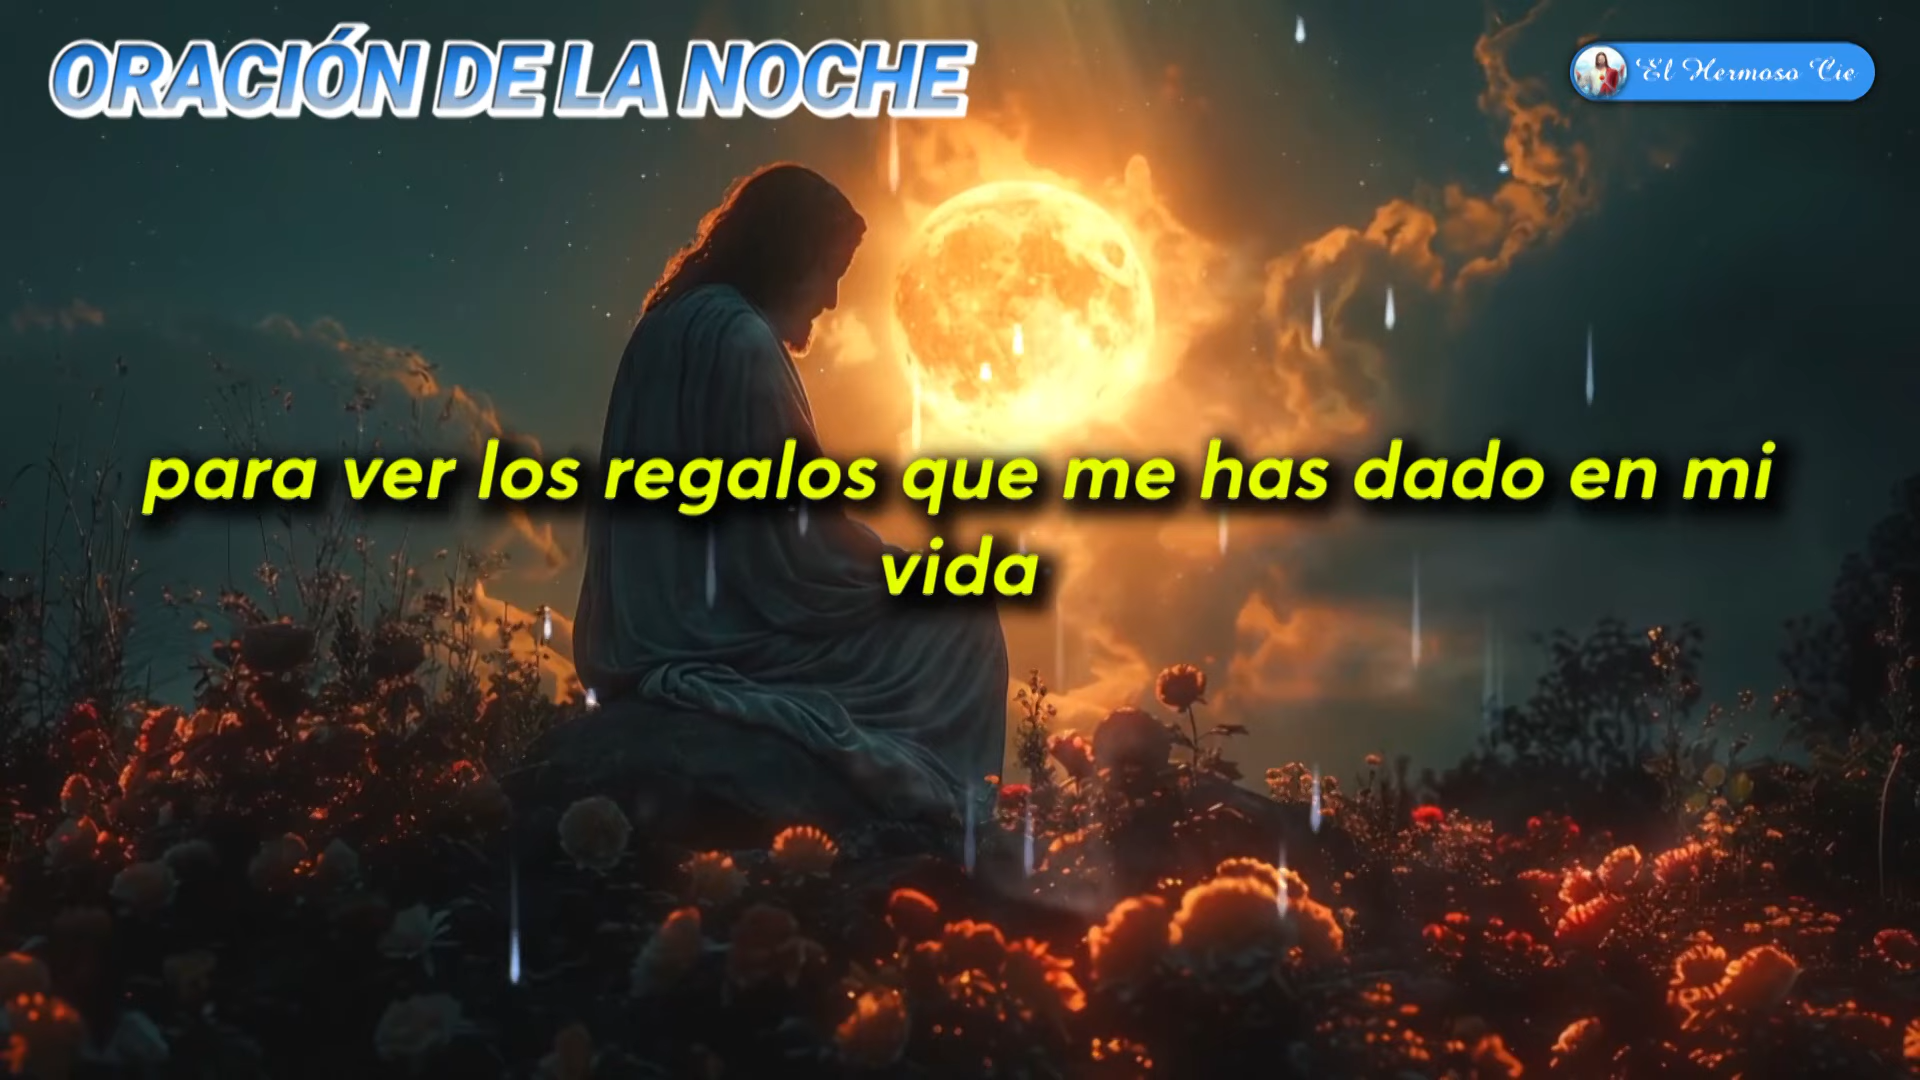 ORACIÓN DE LA NOCHE
El Hermoso Cie
para ver los regalos que me has dado en mi
vida